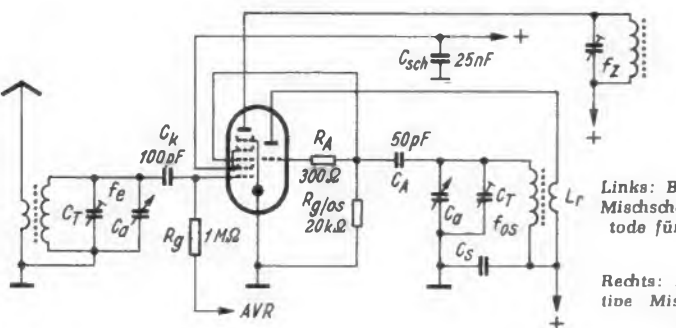 +
C_sch 25nF
f_Z
+
C_k
100pF
f_e
C_T
C_a
R_g
1MΩ
AVR
R_A
300Ω
R_g/os
20kΩ
50pF
C_A
C_a
C_T
f_os
C_s
L_r
+
Links: B
Mischsch
tode für
Rechts:
tive Mis